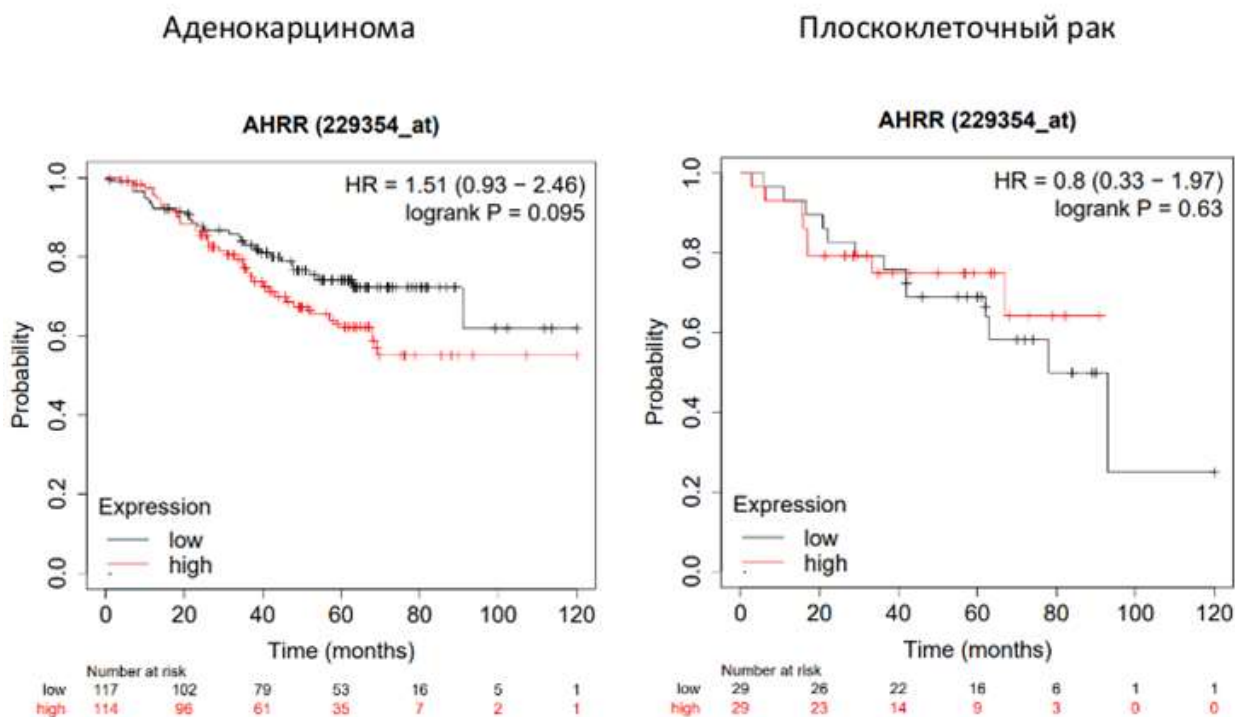 Аденокарцинома
AHRR (229354_at)
HR = 1.51 (0.93 − 2.46)
logrank P = 0.095
Probability
1.0
0.8
0.6
0.4
0.2
0.0
Expression
low
high
0 20 40 60 80 100 120
Time (months)
Number at risk
low 117 102 79 53 16 5 1
high 114 96 61 35 7 2 1
Плоскоклеточный рак
AHRR (229354_at)
HR = 0.8 (0.33 − 1.97)
logrank P = 0.63
Probability
1.0
0.8
0.6
0.4
0.2
0.0
Expression
low
high
0 20 40 60 80 100 120
Time (months)
Number at risk
low 29 26 22 16 6 1 1
high 29 23 14 9 3 0 0